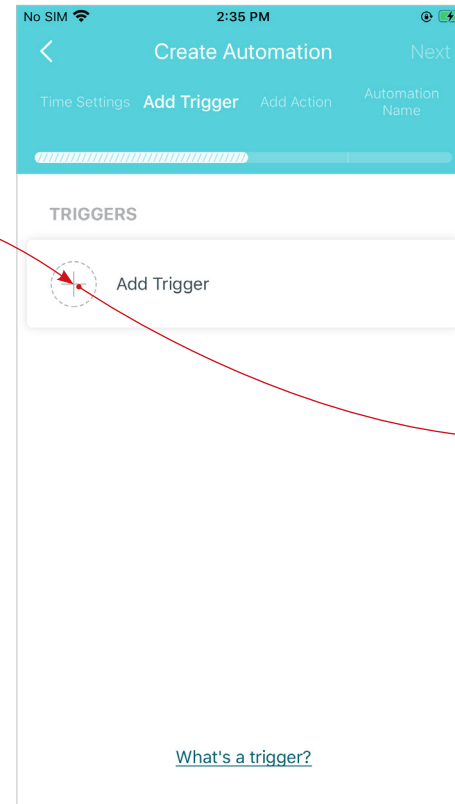 No SIM 2:35 PM
Create Automation Next
Time Settings Add Trigger Add Action Automation
Name
TRIGGERS
Add Trigger
What's a trigger?